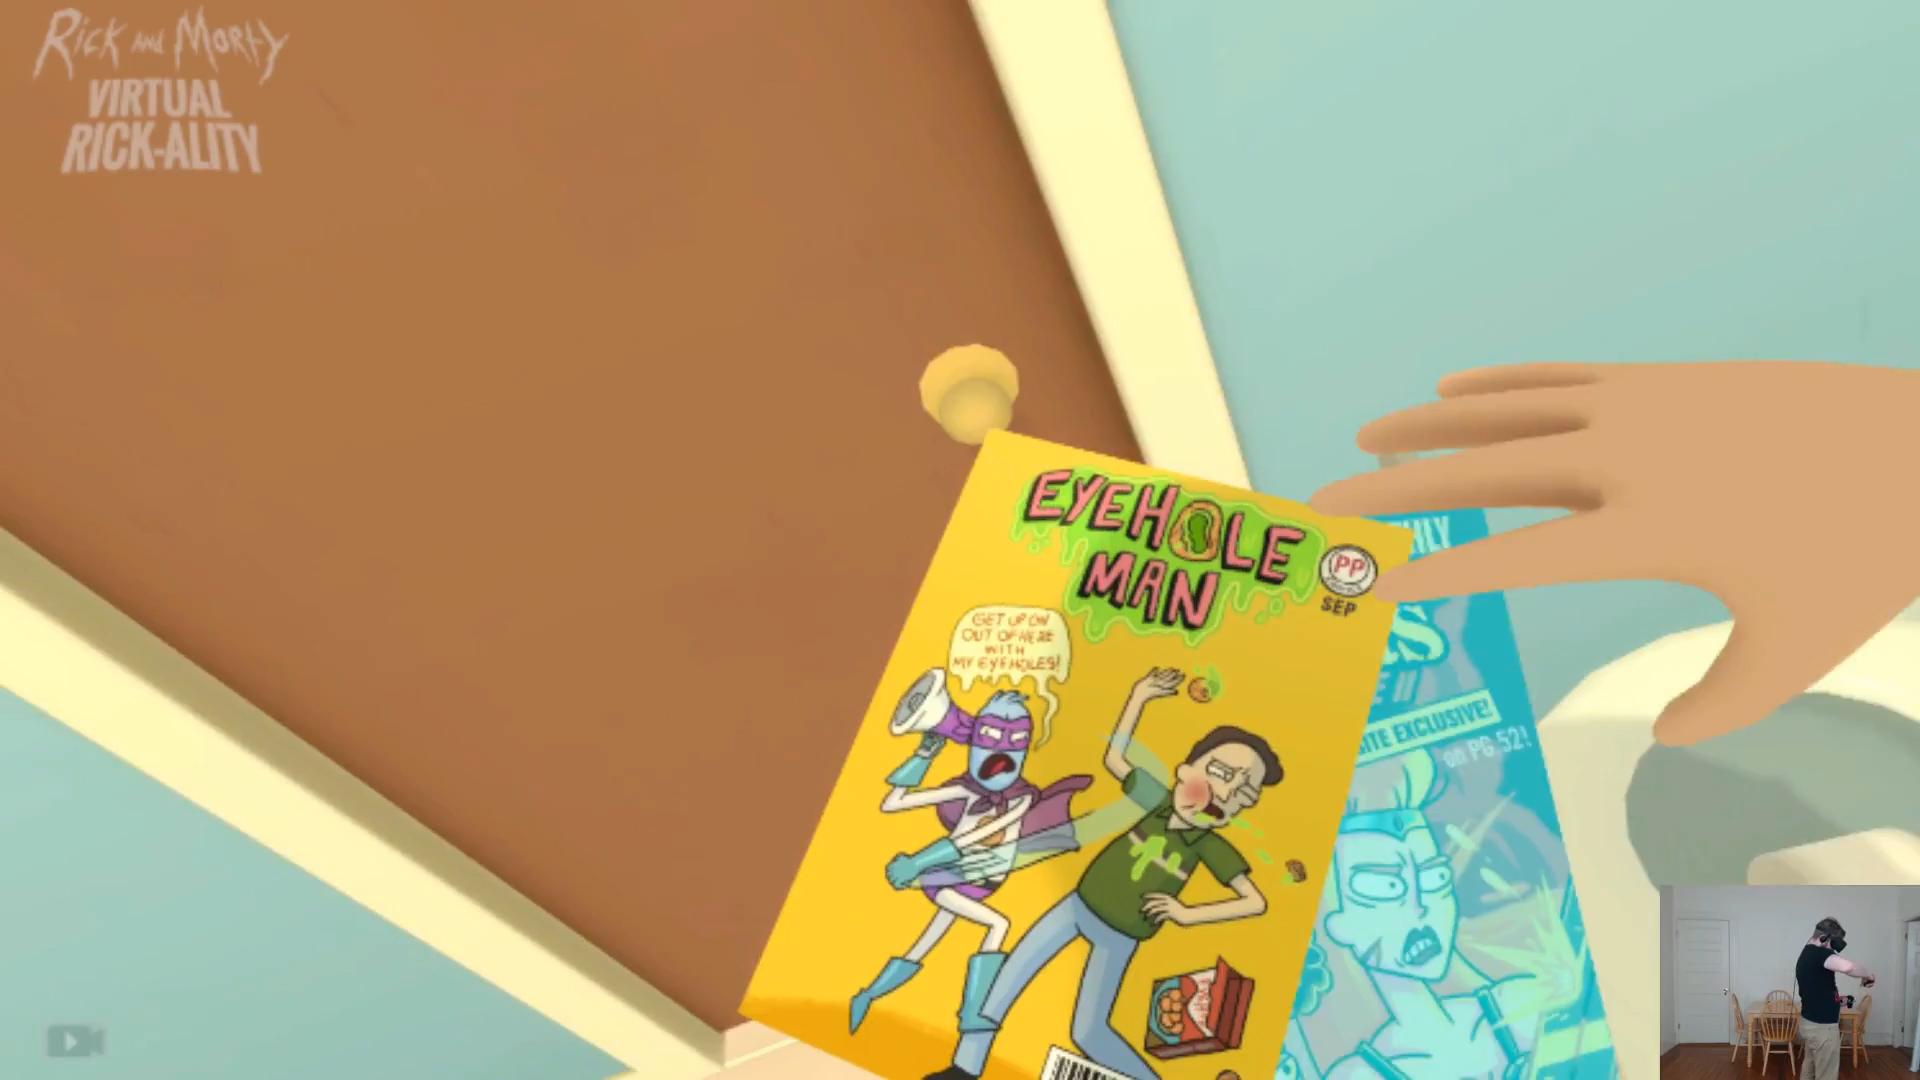 RICK AND MORTY
VIRTUAL
RICK-ALITY
EYEHOLE
MAN
PP
SEP
GET UP ON
OUT OF HERE
WITH
MY EYEHOLES!
EXCLUSIVE!
on PG 52!